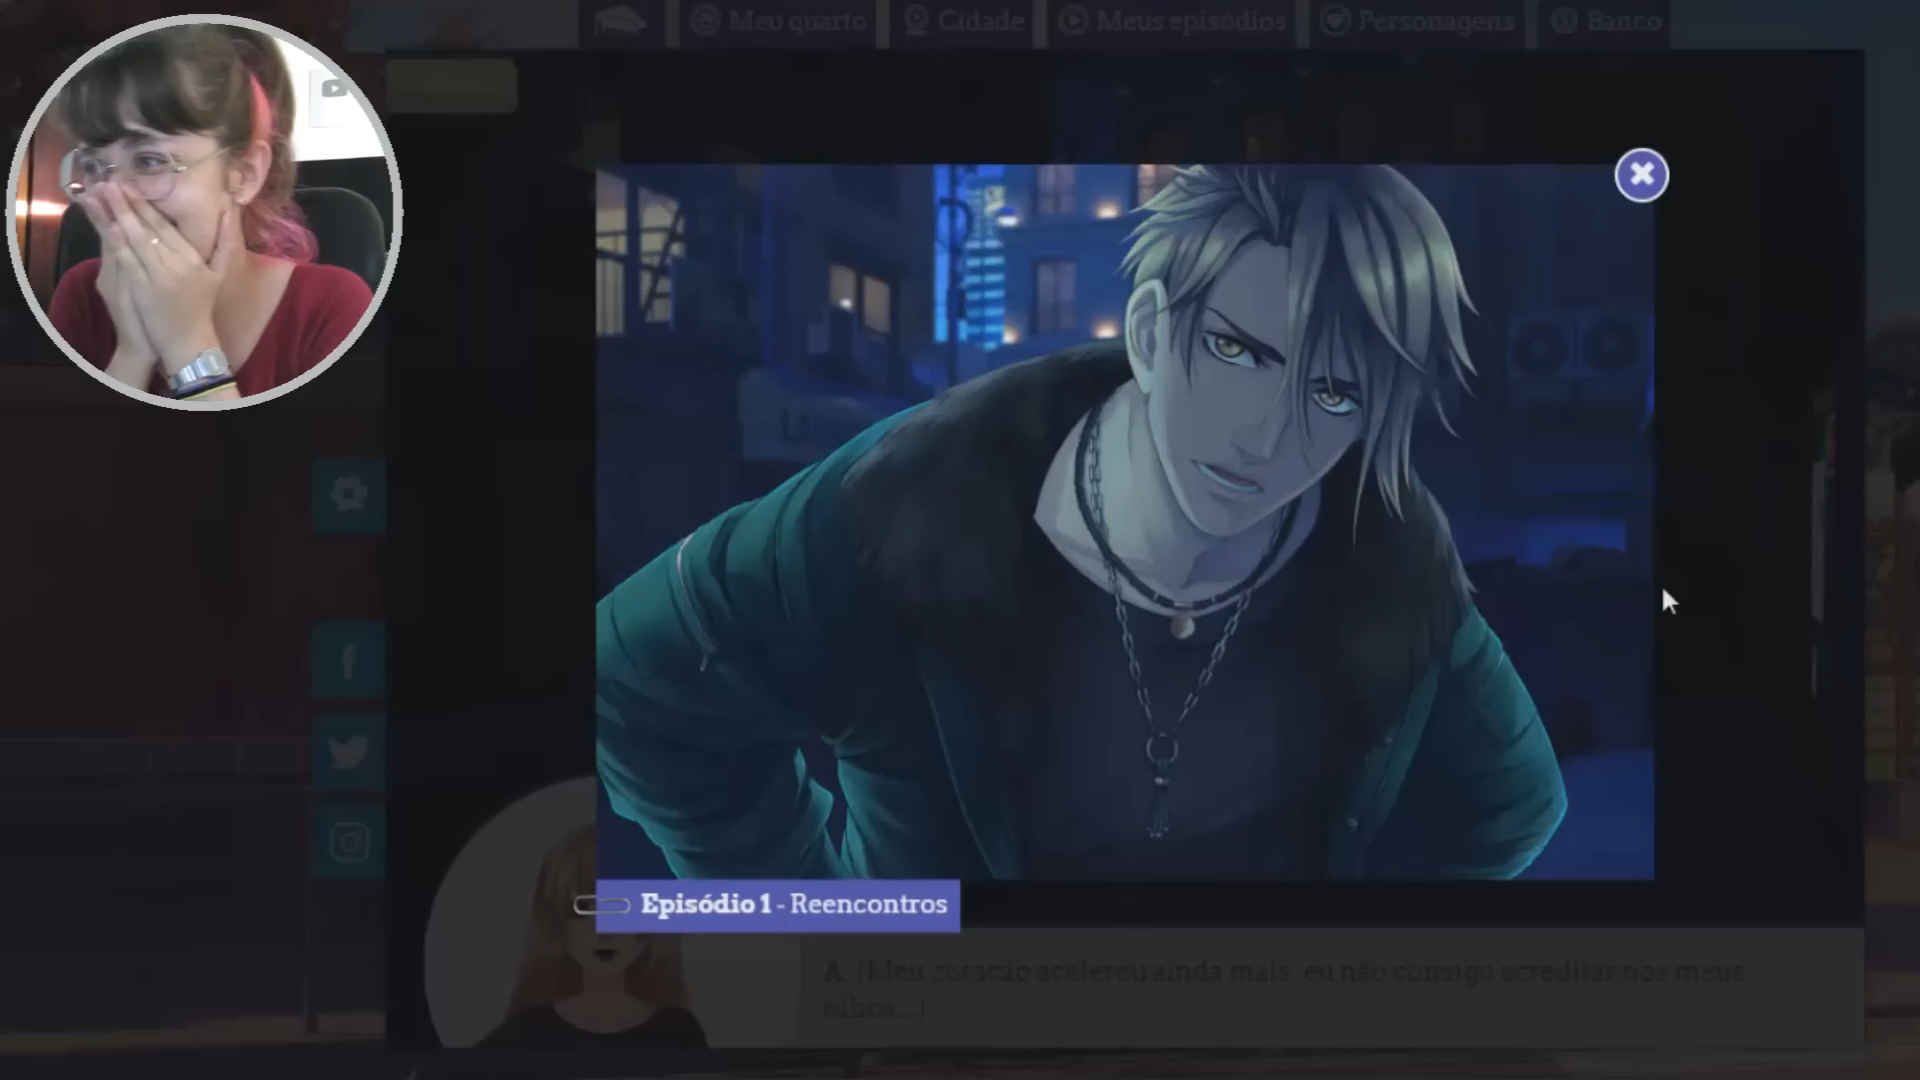 Meu quarto
Cidade
Meus episódios
Personagens
Banco
Episódio 1 - Reencontros
A. (Meu coração acelerou ainda mais, eu não consigo acreditar nos meus
olhos...)